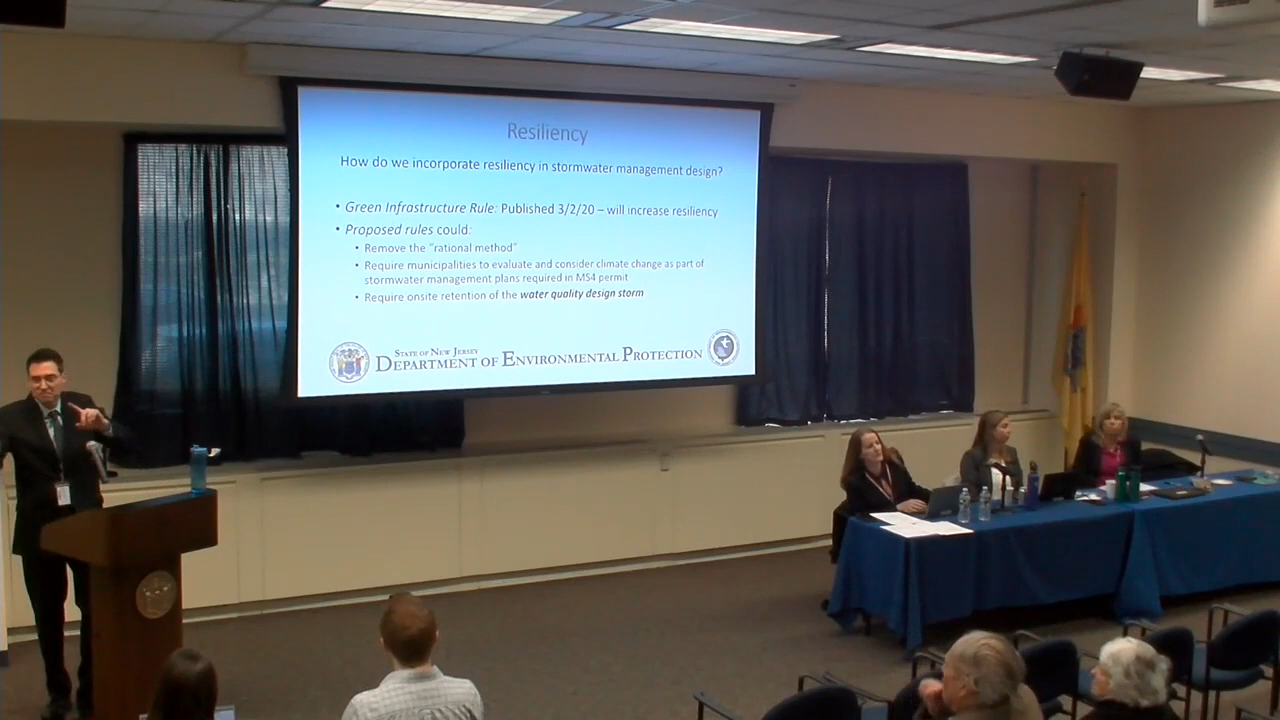 Resiliency
How do we incorporate resiliency in stormwater management design?
• Green Infrastructure Rule: Published 3/2/20 – will increase resiliency
• Proposed rules could:
• Remove the "rational method"
• Require municipalities to evaluate and consider climate change as part of
stormwater management plans required in MS4 permit
• Require onsite retention of the water quality design storm
STATE OF NEW JERSEY
DEPARTMENT OF ENVIRONMENTAL PROTECTION